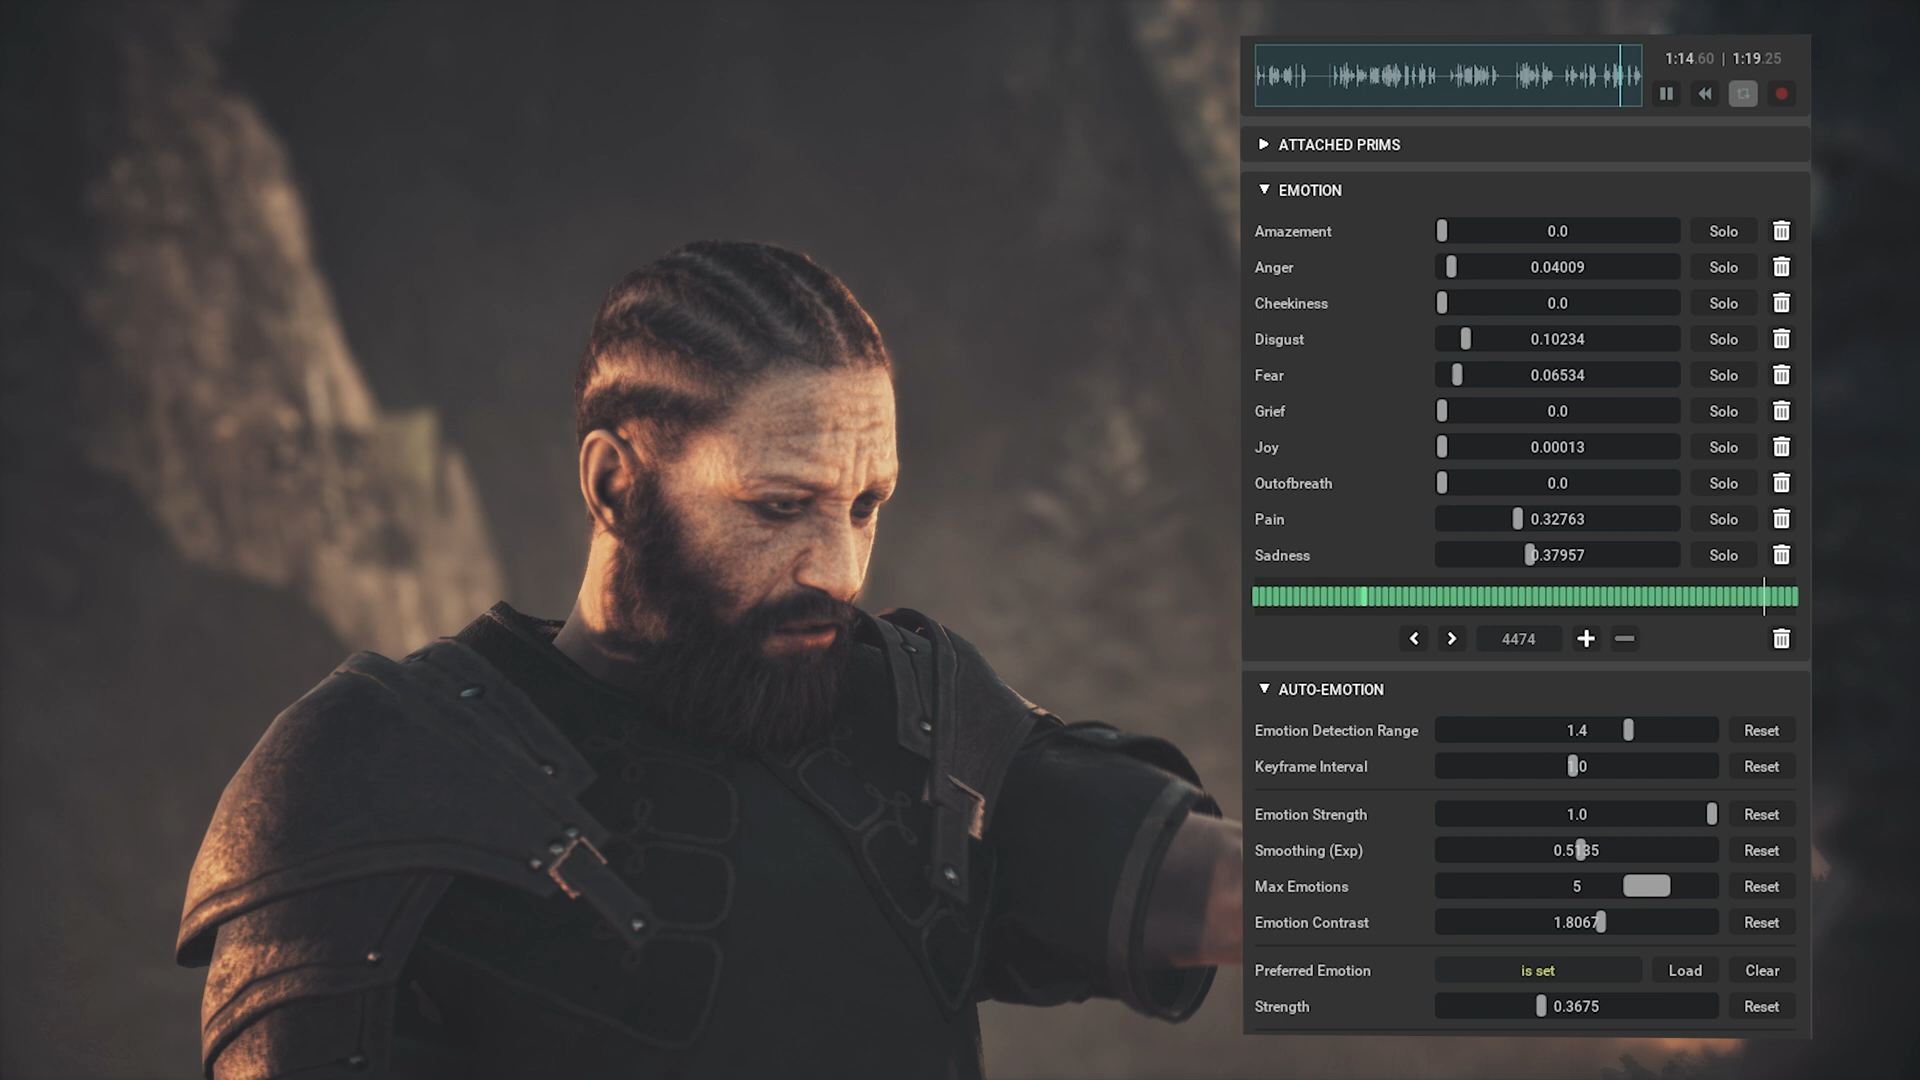 1:14.60 | 1:19.25
ATTACHED PRIMS
EMOTION
Amazement 0.0 Solo
Anger 0.04009 Solo
Cheekiness 0.0 Solo
Disgust 0.10234 Solo
Fear 0.06534 Solo
Grief 0.0 Solo
Joy 0.00013 Solo
Outofbreath 0.0 Solo
Pain 0.32763 Solo
Sadness 0.37957 Solo
4474
AUTO-EMOTION
Emotion Detection Range 1.4 Reset
Keyframe Interval 1.0 Reset
Emotion Strength 1.0 Reset
Smoothing (Exp) 0.5135 Reset
Max Emotions 5 Reset
Emotion Contrast 1.8067 Reset
Preferred Emotion is set Load Clear
Strength 0.3675 Reset